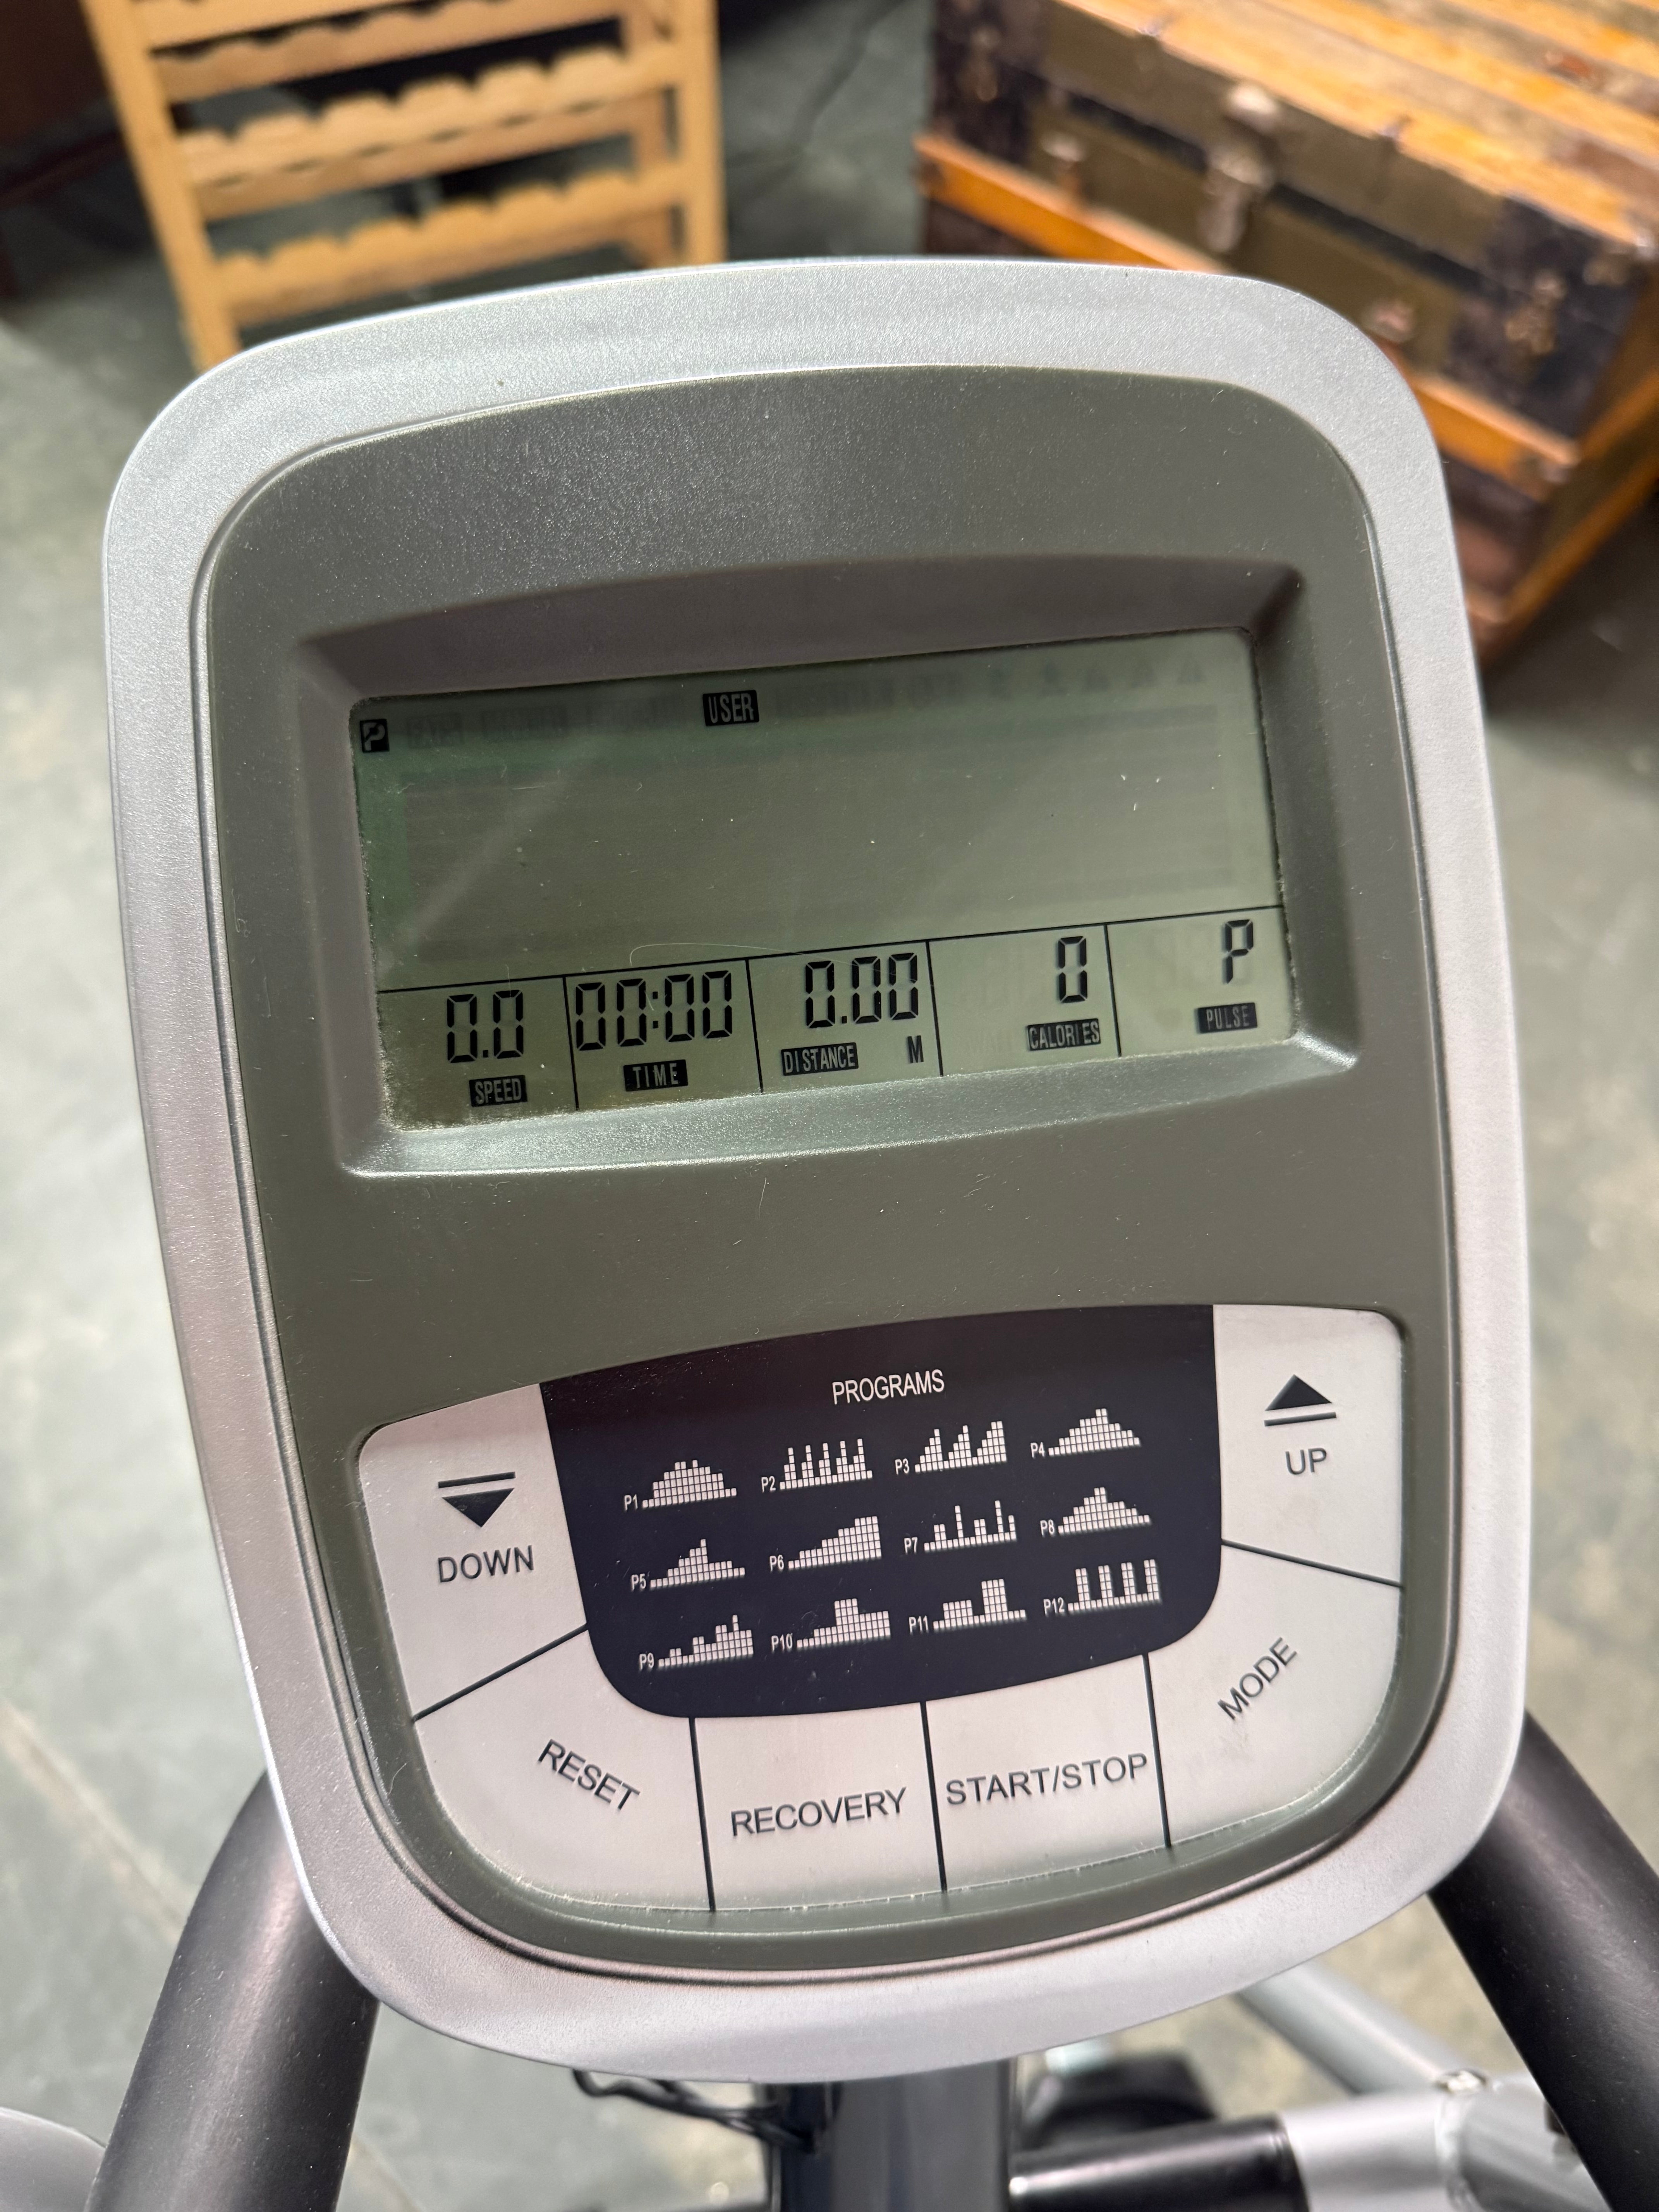 P USER
0.0 00:00 0.00 0 P
SPEED TIME DISTANCE M CALORIES PULSE
PROGRAMS
P1 P2 P3 P4
P5 P6 P7 P8
P9 P10 P11 P12
DOWN
UP
RESET
RECOVERY
START/STOP
MODE